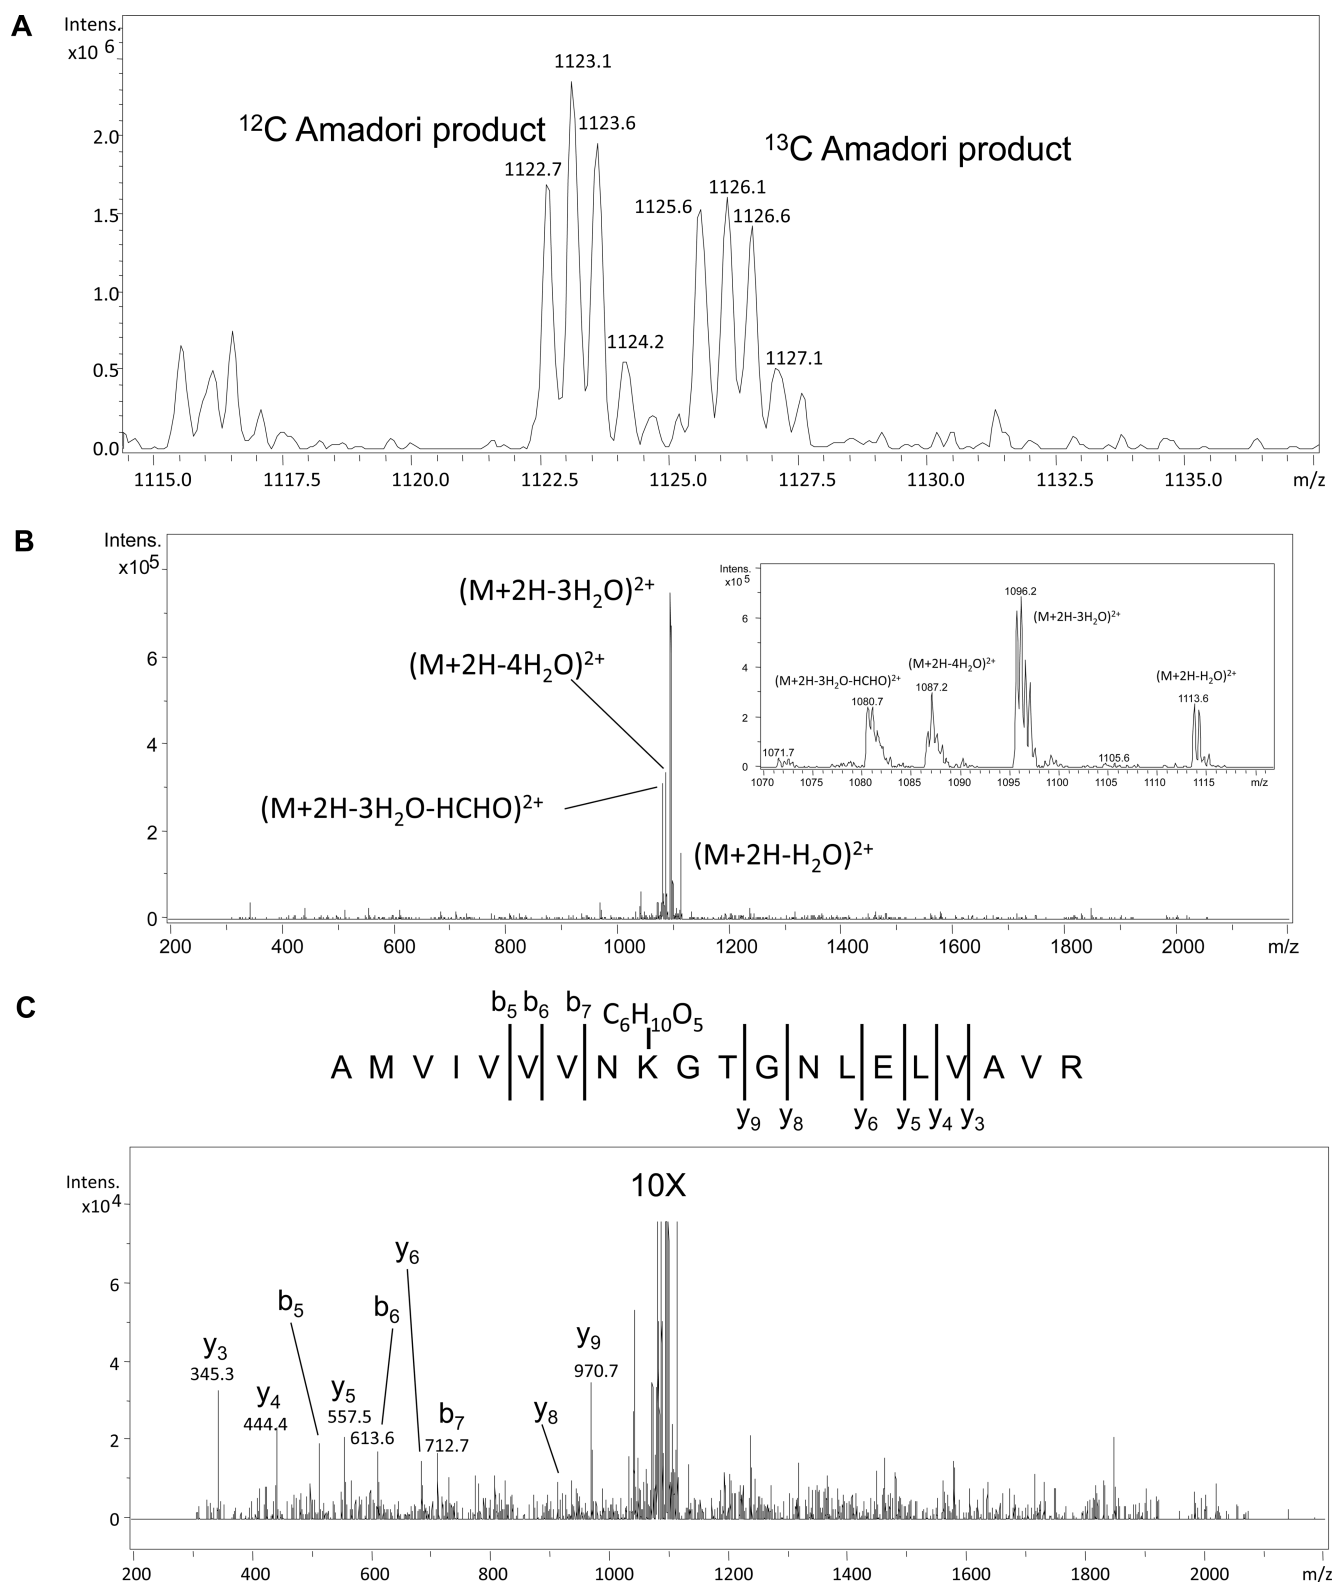 A
Intens.
x10 6
1123.1
12C Amadori product
1123.6
13C Amadori product
2.0
1122.7
1126.1
1125.6
1126.6
1.5
1.0
1124.2
1127.1
0.5
0.0
1115.0 1117.5 1120.0 1122.5 1125.0 1127.5 1130.0 1132.5 1135.0 m/z
B
Intens.
x105
(M+2H-3H2O)2+
(M+2H-4H2O)2+
(M+2H-3H2O-HCHO)2+
(M+2H-H2O)2+
6
4
2
0
200 400 600 800 1000 1200 1400 1600 1800 2000 m/z
Intens.
x10 5
1096.2
(M+2H-3H2O)2+
6
(M+2H-4H2O)2+
4
(M+2H-3H2O-HCHO)2+
1087.2
(M+2H-H2O)2+
1080.7
1113.6
2
1071.7
1105.6
0
1070 1075 1080 1085 1090 1095 1100 1105 1110 1115 m/z
C
b5 b6 b7 C6H10O5
A M V I V V V N K G T G N L E L V A V R
y9 y8 y6 y5 y4 y3
Intens.
x104
10X
y6
6
b5
b6
y3
y9
345.3
970.7
4
y4
y5
y8
b7
444.4
557.5
613.6
712.7
2
0
200 400 600 800 1000 1200 1400 1600 1800 2000 m/z